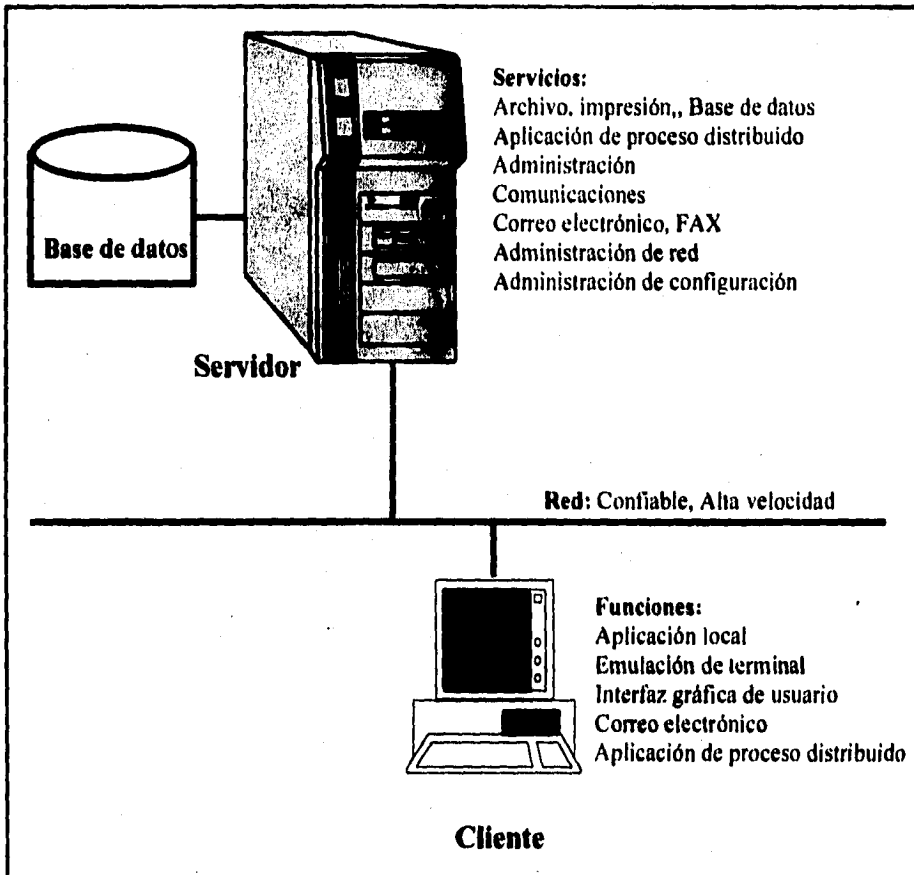 Servicios:
Archivo, impresión,, Base de datos
Aplicación de proceso distribuido
Administración
Comunicaciones
Correo electrónico, FAX
Administración de red
Administración de configuración
Base de datos
Servidor
Red: Confiable, Alta velocidad
Funciones:
Aplicación local
Emulación de terminal
Interfaz gráfica de usuario
Correo electrónico
Aplicación de proceso distribuido
Cliente